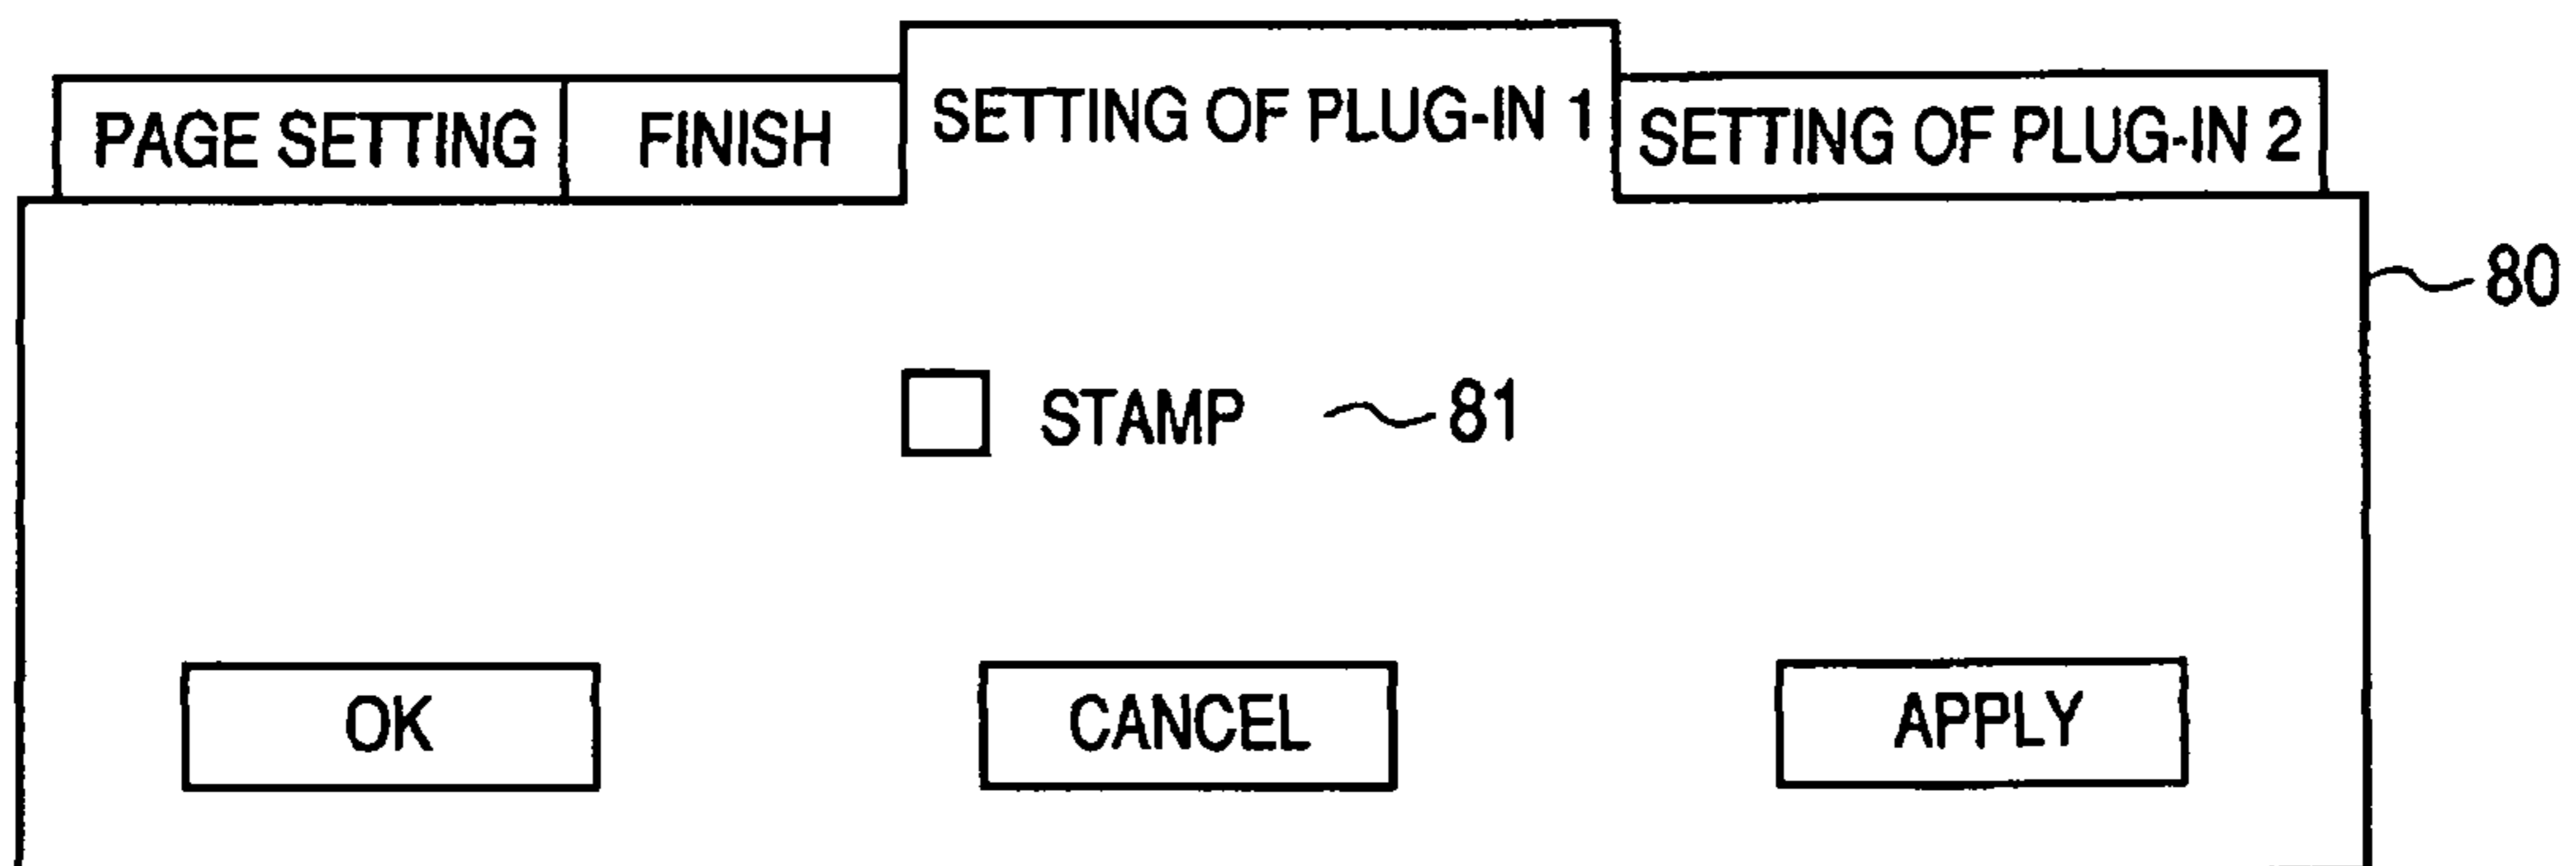 PAGE SETTING FINISH SETTING OF PLUG-IN 1 SETTING OF PLUG-IN 2
80
STAMP 81
OK CANCEL APPLY